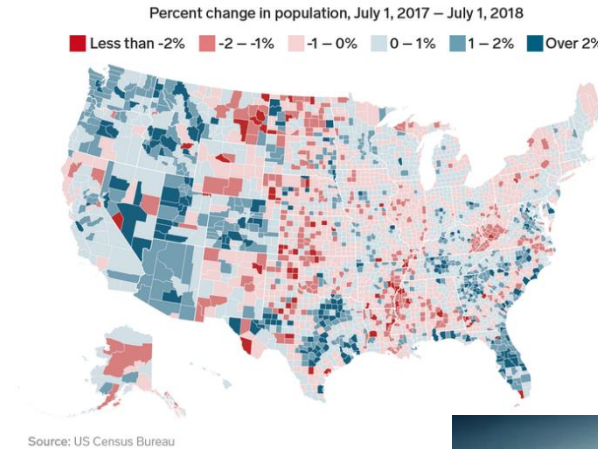 Percent change in population, July 1, 2017 — July 1, 2018
Less than -2% -2 — -1% -1 — 0% 0 — 1% 1 — 2% Over 2%
Source: US Census Bureau